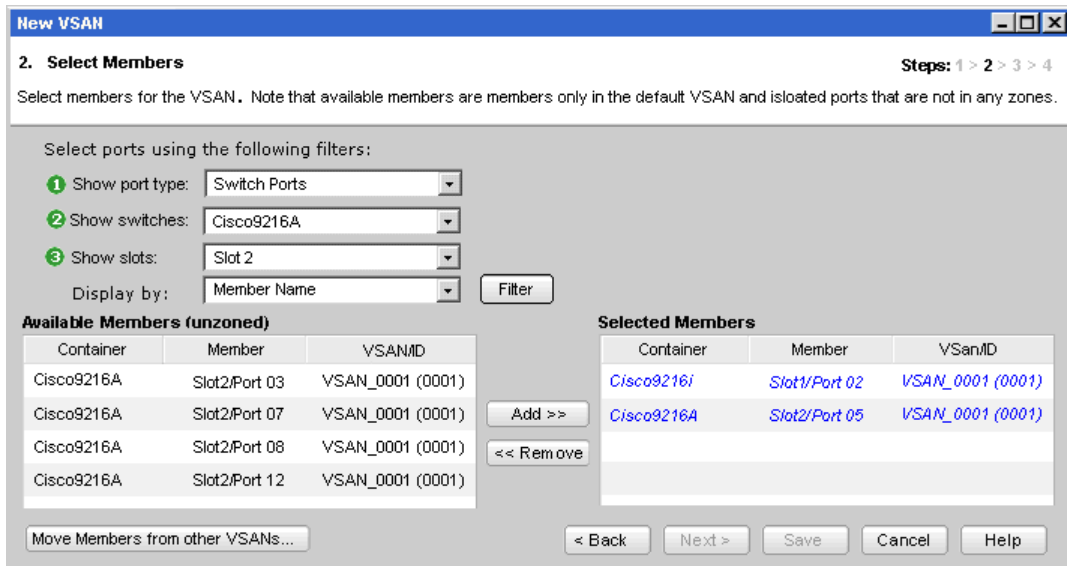 New VSAN
2. Select Members
Steps: 1 > 2 > 3 > 4
Select members for the VSAN. Note that available members are members only in the default VSAN and isloated ports that are not in any zones.
Select ports using the following filters:
1 Show port type: Switch Ports
2 Show switches: Cisco9216A
3 Show slots: Slot 2
Display by: Member Name Filter
Available Members (unzoned)
Container Member VSAN/ID
Cisco9216A Slot2/Port 03 VSAN_0001 (0001)
Cisco9216A Slot2/Port 07 VSAN_0001 (0001)
Cisco9216A Slot2/Port 08 VSAN_0001 (0001)
Cisco9216A Slot2/Port 12 VSAN_0001 (0001)
Add >>
<< Remove
Selected Members
Container Member VSan/ID
Cisco9216i Slot1/Port 02 VSAN_0001 (0001)
Cisco9216A Slot2/Port 05 VSAN_0001 (0001)
Move Members from other VSANs...
< Back Next > Save Cancel Help